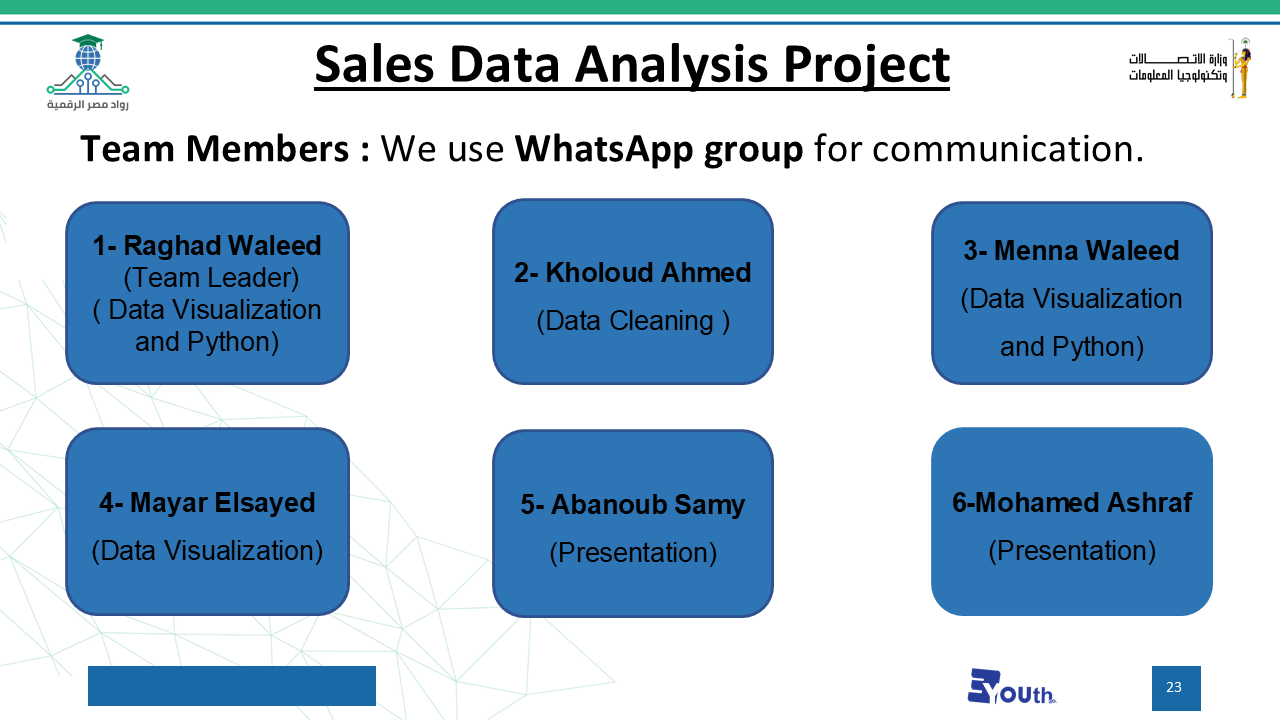 Sales Data Analysis Project
رواد مصر الرقمية
وزارة الاتصالات
وتكنولوجيا المعلومات
Team Members : We use WhatsApp group for communication.
1- Raghad Waleed
(Team Leader)
( Data Visualization
and Python)
2- Kholoud Ahmed
(Data Cleaning )
3- Menna Waleed
(Data Visualization
and Python)
4- Mayar Elsayed
(Data Visualization)
5- Abanoub Samy
(Presentation)
6-Mohamed Ashraf
(Presentation)
EYouth
23